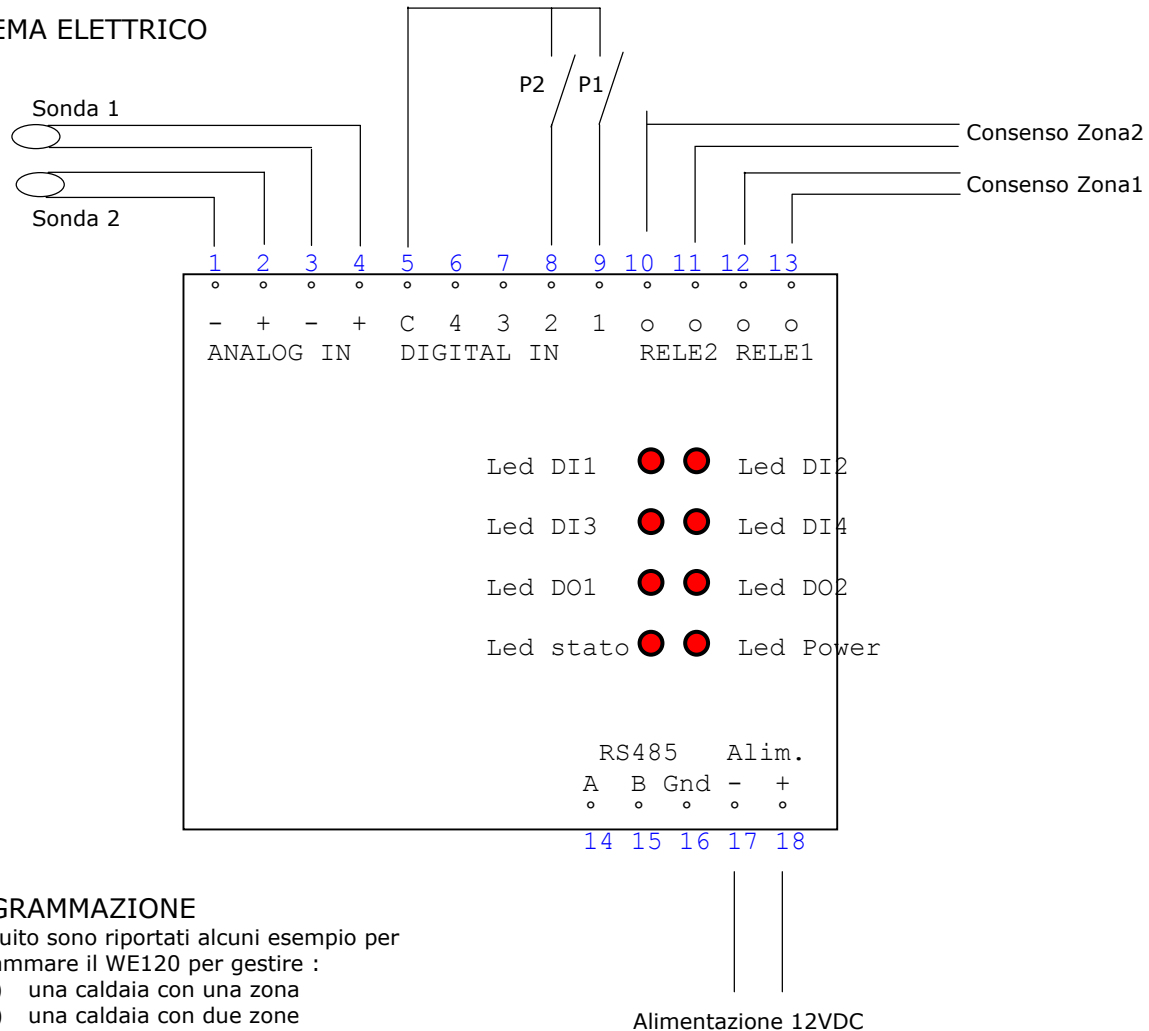 EMA ELETTRICO
P2 P1
Sonda 1
Consenso Zona2
Consenso Zona1
Sonda 2
1 2 3 4 5 6 7 8 9 10 11 12 13
- + - + C 4 3 2 1 o o o o
ANALOG IN DIGITAL IN RELE2 RELE1
Led DI1 Led DI2
Led DI3 Led DI4
Led DO1 Led DO2
Led stato Led Power
RS485 Alim.
A B Gnd - +
14 15 16 17 18
GRAMMAZIONE
uito sono riportati alcuni esempio per
ammare il WE120 per gestire :
) una caldaia con una zona
) una caldaia con due zone
Alimentazione 12VDC